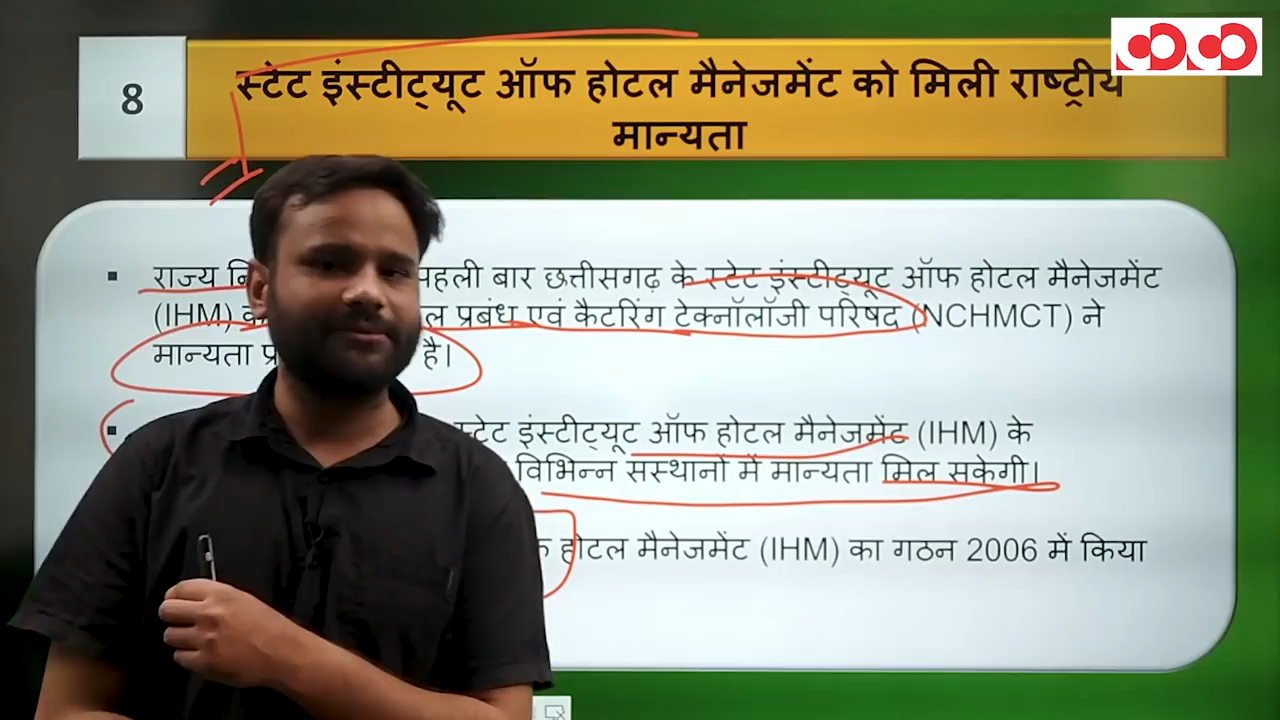 8
स्टेट इंस्टीट्यूट ऑफ होटल मैनेजमेंट को मिली राष्ट्रीय
मान्यता
राज्य पहली बार छत्तीसगढ़ के स्टेट इंस्टीट्यूट ऑफ होटल मैनेजमेंट
(IHM) प्रबंध एवं कैटरिंग टेक्नॉलॉजी परिषद (NCHMCT) ने
मान्यता है।
स्टेट इंस्टीट्यूट ऑफ होटल मैनेजमेंट (IHM) के
विभिन्न संस्थानों में मान्यता मिल सकेगी।
होटल मैनेजमेंट (IHM) का गठन 2006 में किया